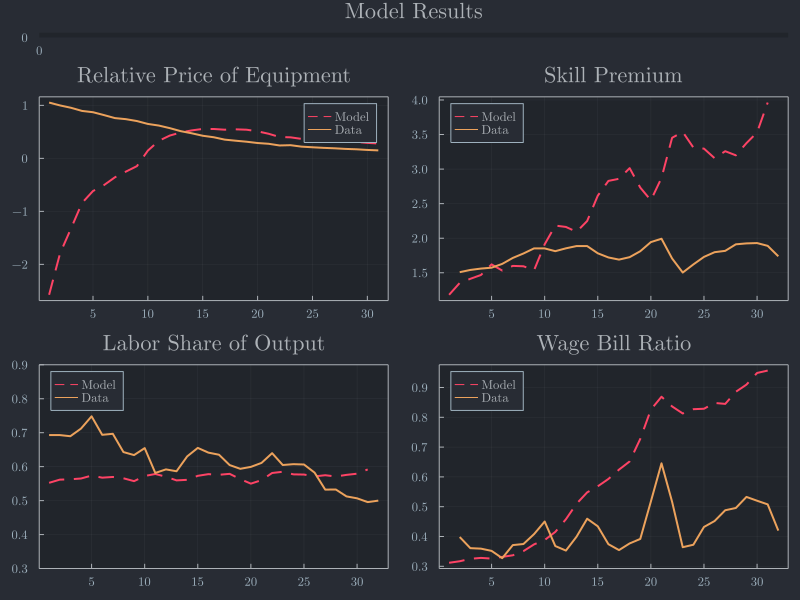 Model Results
0
0
Relative Price of Equipment
Skill Premium
1
0
−1
−2
Model
Data
5 10 15 20 25 30
4.0
3.5
3.0
2.5
2.0
1.5
Model
Data
5 10 15 20 25 30
Labor Share of Output
Wage Bill Ratio
0.9
0.8
0.7
0.6
0.5
0.4
0.3
Model
Data
5 10 15 20 25 30
0.9
0.8
0.7
0.6
0.5
0.4
0.3
Model
Data
5 10 15 20 25 30